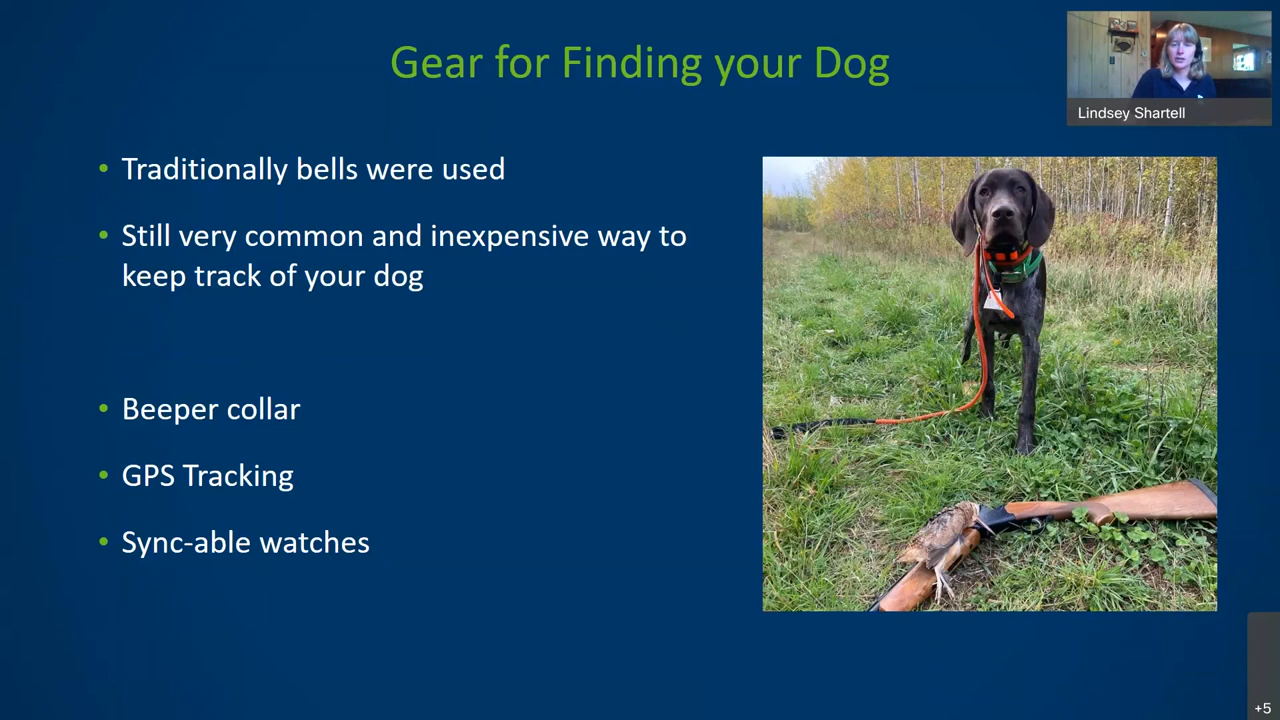 Gear for Finding your Dog
Lindsey Shartell
• Traditionally bells were used
• Still very common and inexpensive way to
keep track of your dog
• Beeper collar
• GPS Tracking
• Sync-able watches
+5